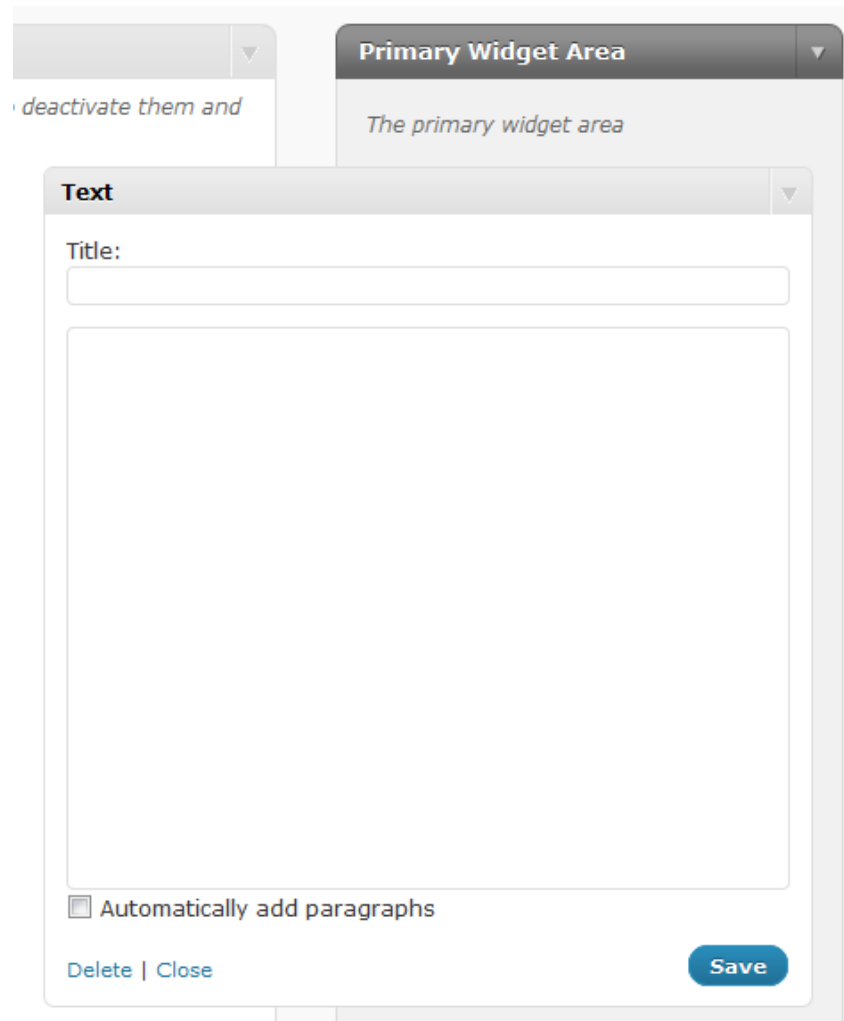 Primary Widget Area
deactivate them and
The primary widget area
Text
Title:
Automatically add paragraphs
Delete | Close
Save